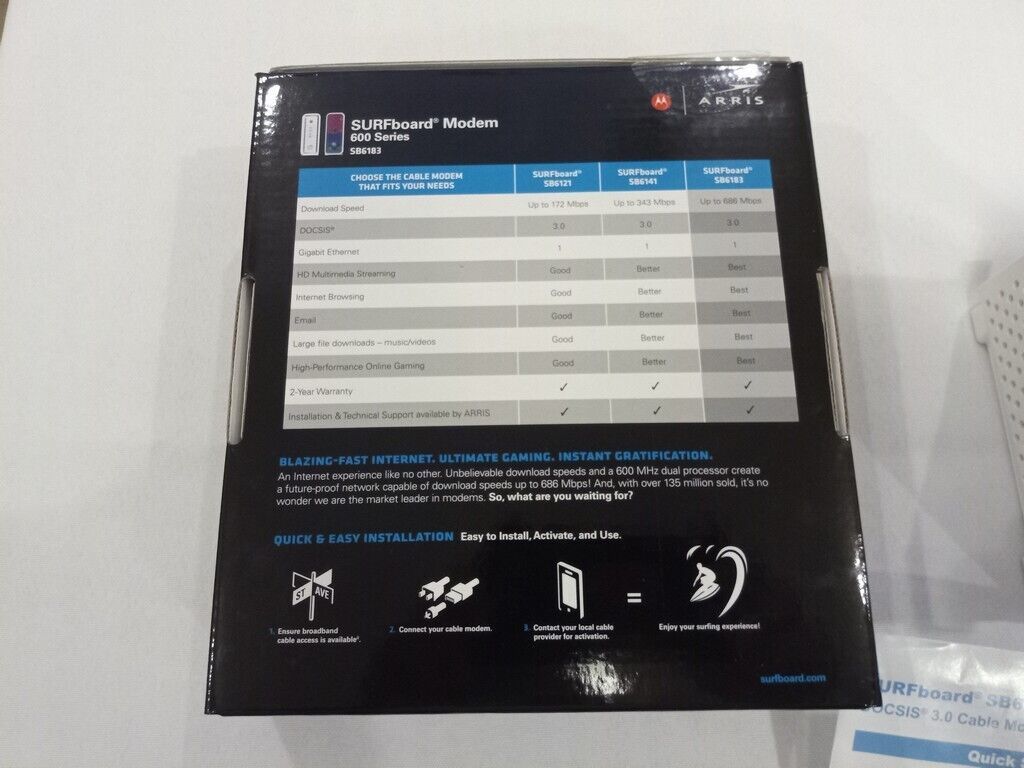 ARRIS
SURFboard® Modem
600 Series
SB6183
CHOOSE THE CABLE MODEM
THAT FITS YOUR NEEDS
SURFboard® SURFboard® SURFboard®
SB6121 SB6141 SB6183
Download Speed Up to 172 Mbps Up to 343 Mbps Up to 686 Mbps
DOCSIS® 3.0 3.0 3.0
Gigabit Ethernet 1 1 1
HD Multimedia Streaming Good Better Best
Internet Browsing Good Better Best
Email Good Better Best
Large file downloads – music/videos Good Better Best
High-Performance Online Gaming Good Better Best
2-Year Warranty ✓ ✓ ✓
Installation & Technical Support available by ARRIS ✓ ✓ ✓
BLAZING-FAST INTERNET. ULTIMATE GAMING. INSTANT GRATIFICATION.
An Internet experience like no other. Unbelievable download speeds and a 600 MHz dual processor create
a future-proof network capable of download speeds up to 686 Mbps! And, with over 135 million sold, it's no
wonder we are the market leader in modems. So, what are you waiting for?
QUICK & EASY INSTALLATION Easy to Install, Activate, and Use.
ST AVE
=
1. Ensure broadband
cable access is available².
2. Connect your cable modem.
3. Contact your local cable
provider for activation.
Enjoy your surfing experience!
surfboard.com
URFboard® SB6
DOCSIS® 3.0 Cable Mo
Quick